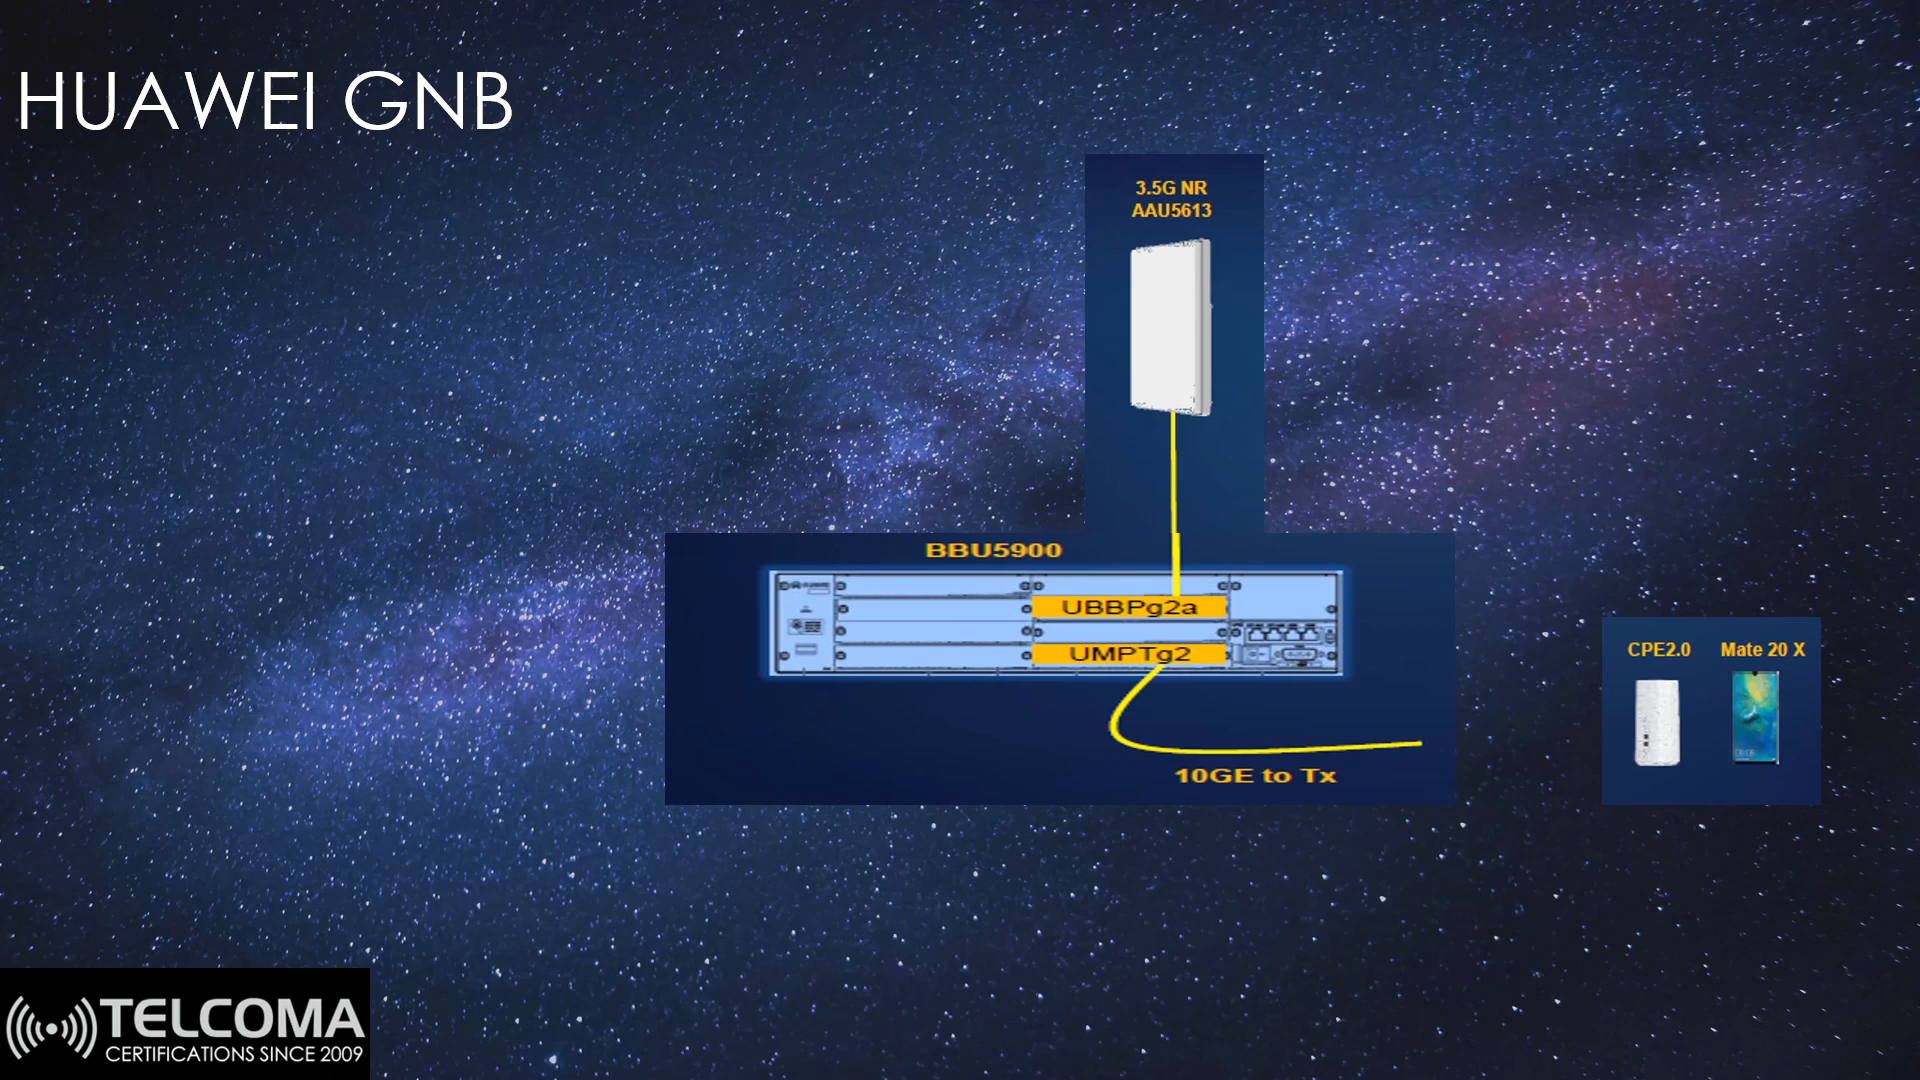 HUAWEI GNB
3.5G NR
AAU5613
BBU5900
UBBPg2a
UMPTg2
10GE to Tx
CPE2.0
Mate 20 X
TELCOMA
CERTIFICATIONS SINCE 2009